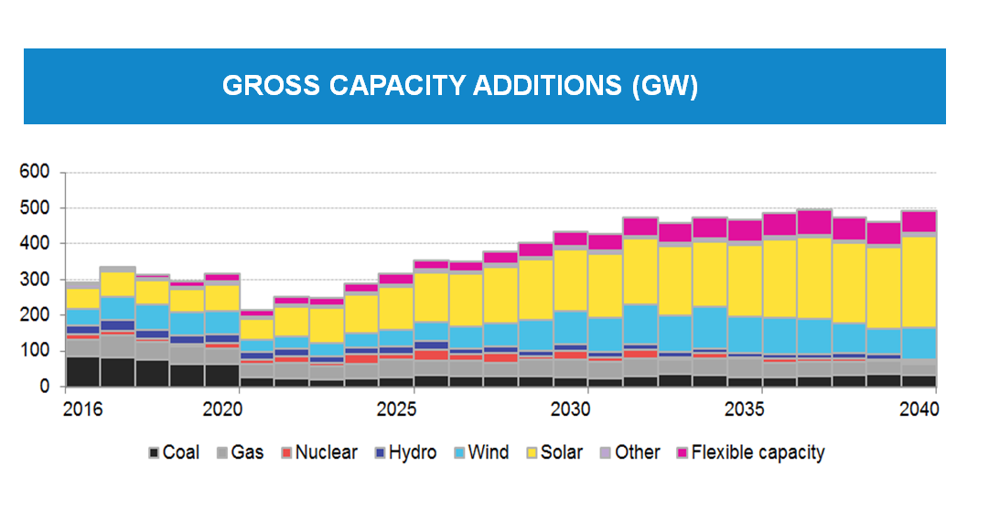 GROSS CAPACITY ADDITIONS (GW)
600
500
400
300
200
100
0
2016 2020 2025 2030 2035 2040
Coal Gas Nuclear Hydro Wind Solar Other Flexible capacity